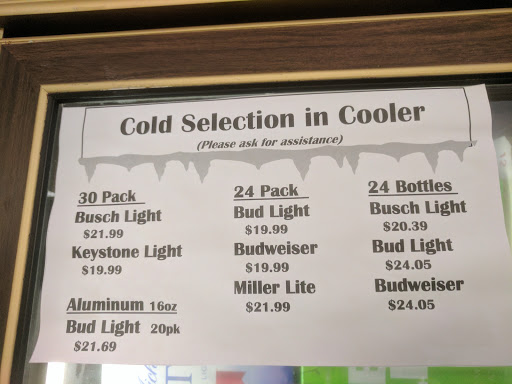 Cold Selection in Cooler
(Please ask for assistance)
30 Pack
Busch Light
$21.99
Keystone Light
$19.99
Aluminum 16oz
Bud Light 20pk
$21.69
24 Pack
Bud Light
$19.99
Budweiser
$19.99
Miller Lite
$21.99
24 Bottles
Busch Light
$20.39
Bud Light
$24.05
Budweiser
$24.05